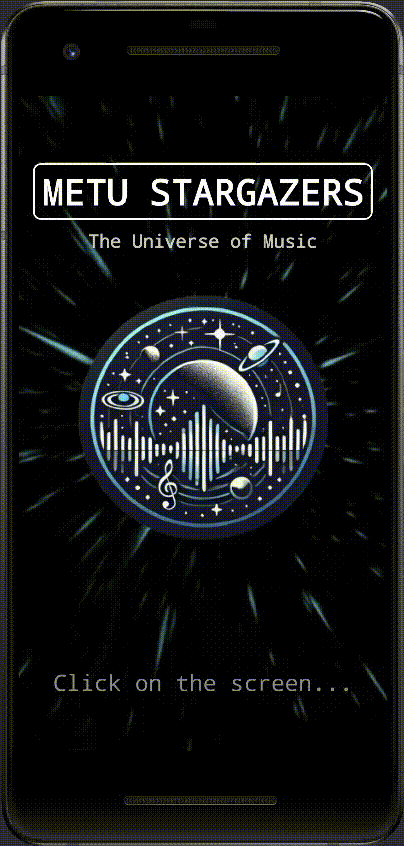 METU STARGAZERS
The Universe of Music
Click on the screen...